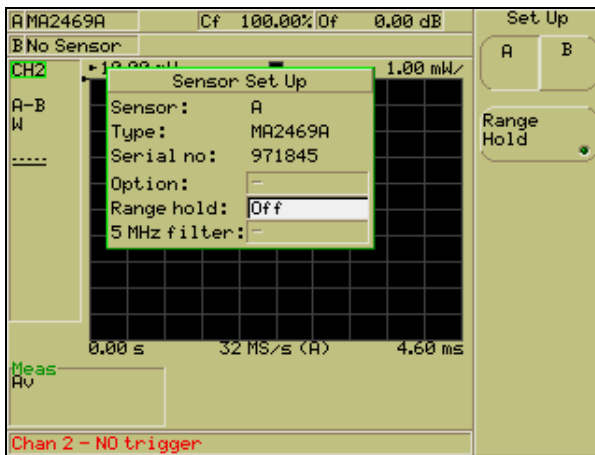 A MA2469A Cf 100.00% Of 0.00 dB
B No Sensor
CH2
1.00 mW/
A-B
W
-----
Sensor Set Up
Sensor: A
Type: MA2469A
Serial no: 971845
Option: -
Range hold: Off
5 MHz filter: -
0.00 s 32 MS/s (A) 4.60 ms
Meas
Av
Chan 2 - NO trigger
Set Up
A B
Range
Hold